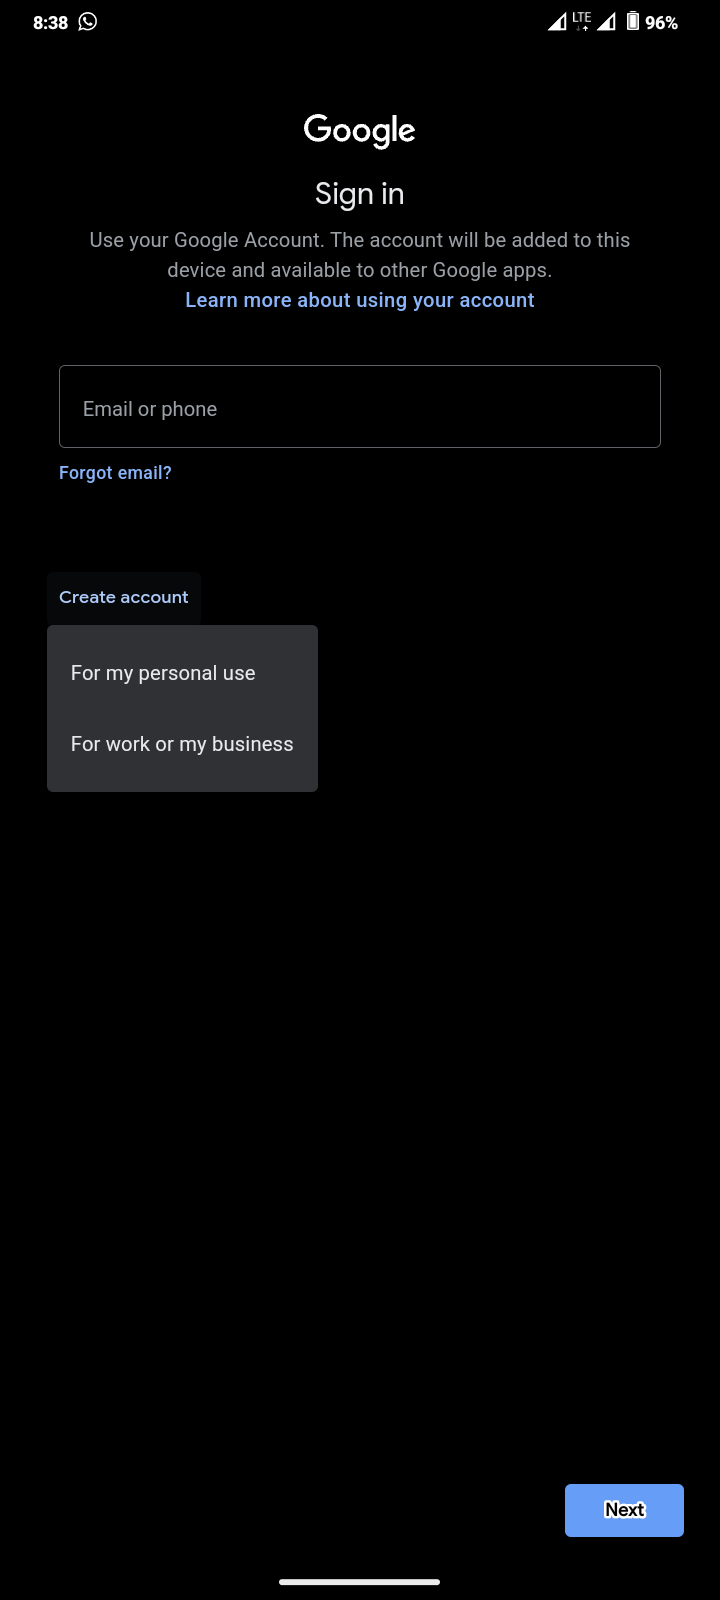 8:38 LTE 96%
Google
Sign in
Use your Google Account. The account will be added to this
device and available to other Google apps.
Learn more about using your account
Email or phone
Forgot email?
Create account
For my personal use
For work or my business
Next